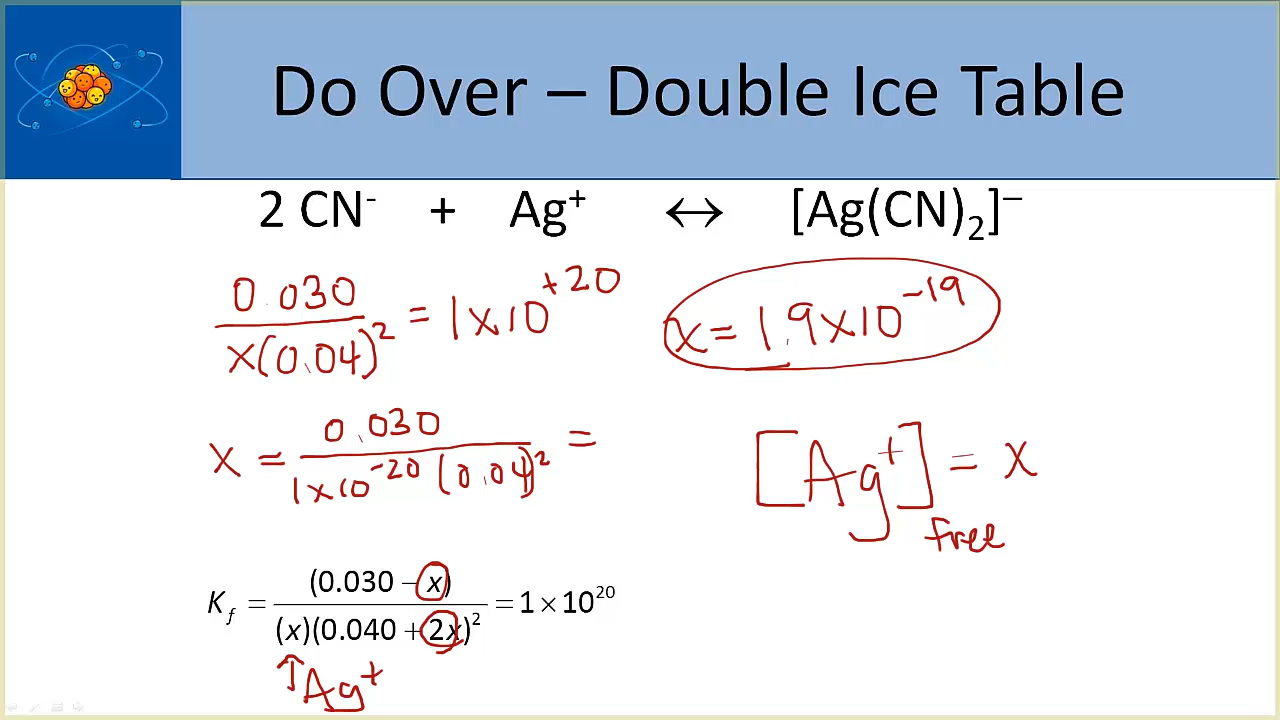 Do Over – Double Ice Table
2 CN⁻ + Ag⁺ ↔ [Ag(CN)₂]⁻
0.030 / x(0.04)² = 1x10⁺²⁰
x = 1.9x10⁻¹⁹
x = 0.030 / 1x10⁻²⁰ (0.04)² =
[Ag⁺]free = x
K_f = (0.030 − x) / (x)(0.040 + 2x)² = 1 × 10²⁰
↑Ag⁺